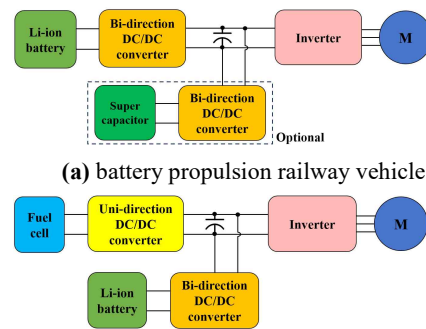 Li-ion
battery
Bi-direction
DC/DC
converter
Inverter
M
Super
capacitor
Bi-direction
DC/DC
converter
Optional
(a) battery propulsion railway vehicle
Fuel
cell
Uni-direction
DC/DC
converter
Inverter
M
Li-ion
battery
Bi-direction
DC/DC
converter